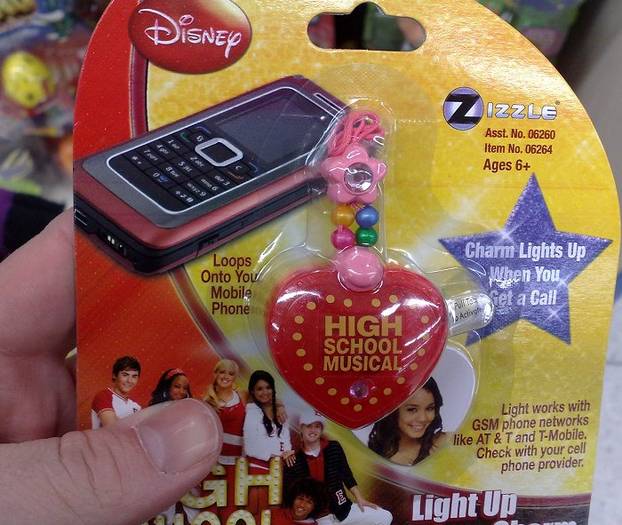 Disney
ZIZZLE
Asst. No. 06260
Item No. 06264
Ages 6+
Charm Lights Up
When You
Get a Call
Loops
Onto You
Mobile
Phone
HIGH
SCHOOL
MUSICAL
Light works with
GSM phone networks
like AT & T and T-Mobile.
Check with your cell
phone provider.
Light Up